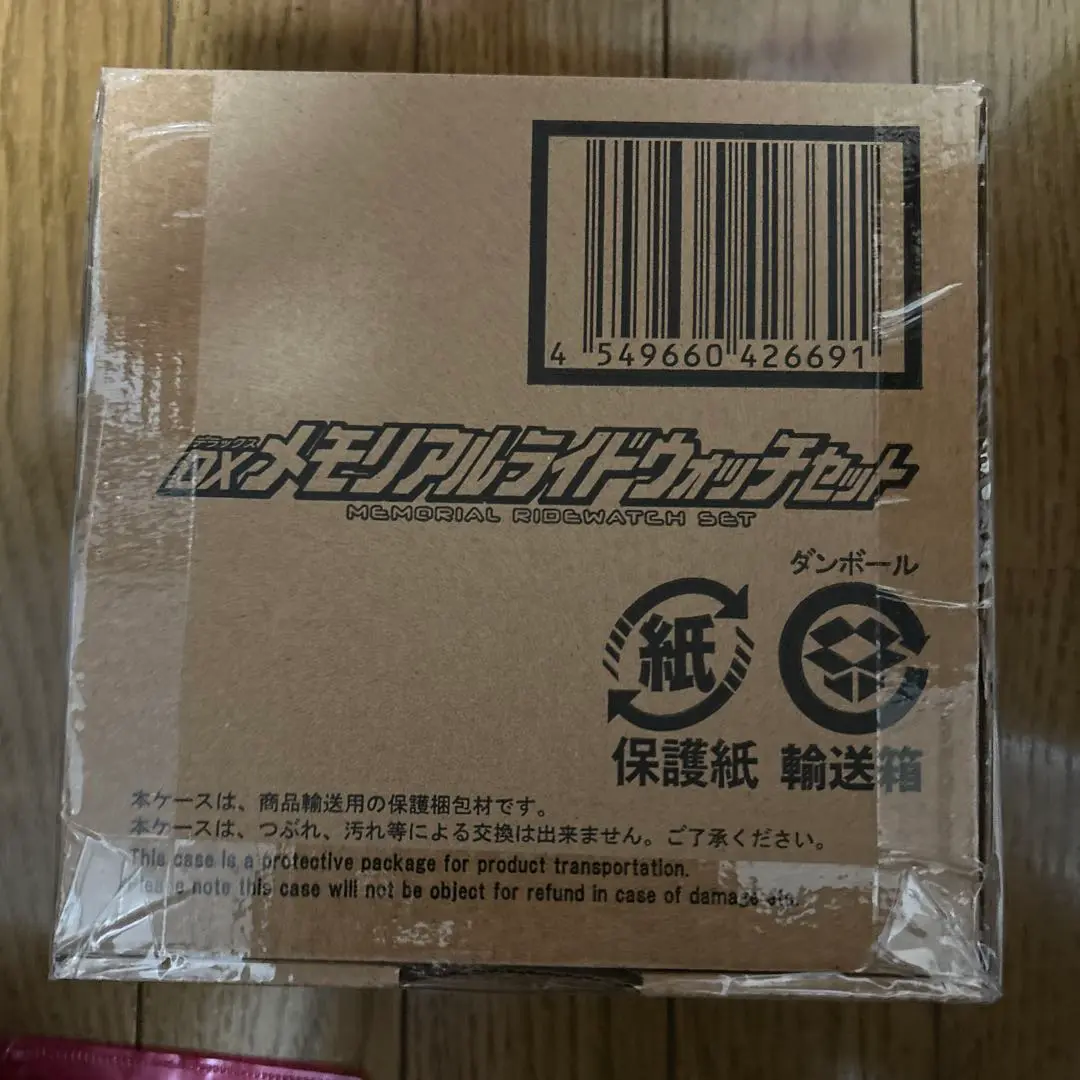 4 549660 426691
デラックス
DXメモリアルライドウォッチセット
MEMORIAL RIDEWATCH SET
ダンボール
紙
保護紙 輸送箱
本ケースは、商品輸送用の保護梱包材です。
本ケースは、つぶれ、汚れ等による交換は出来ません。ご了承ください。
This case is a protective package for product transportation.
Please note this case will not be object for refund in case of damage etc.